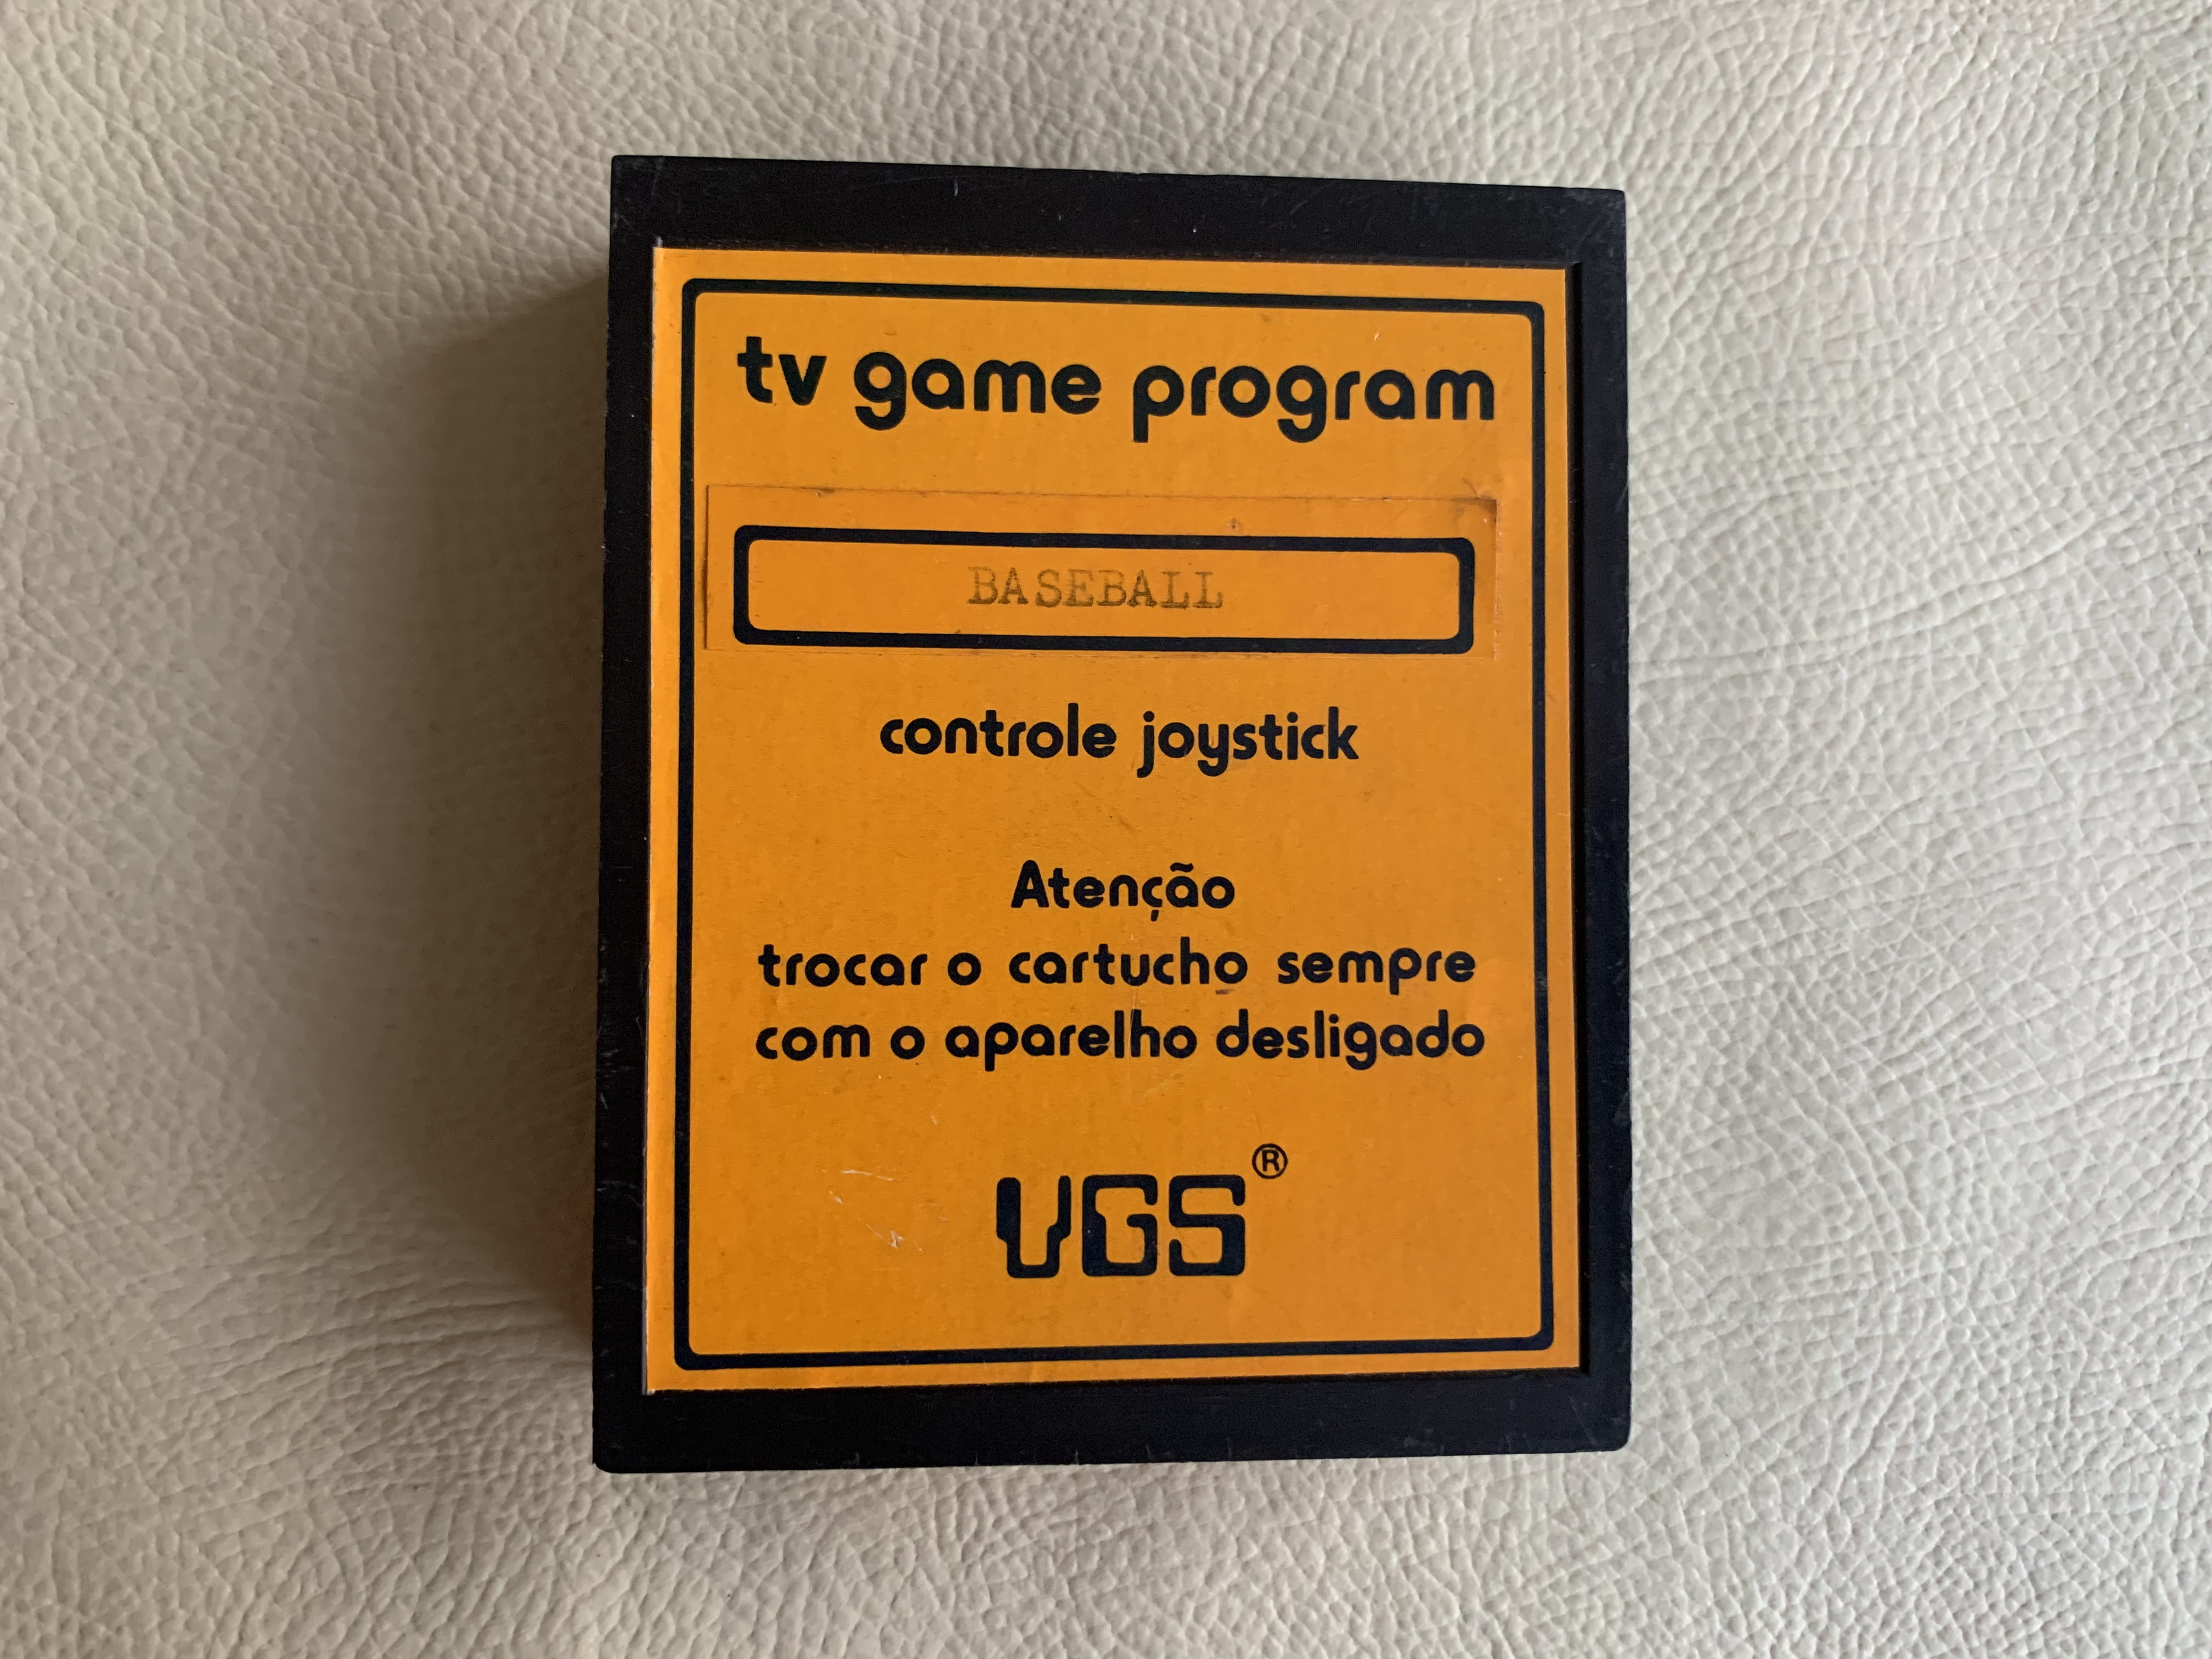 tv game program
BASEBALL
controle joystick
Atenção
trocar o cartucho sempre
com o aparelho desligado
VGS®